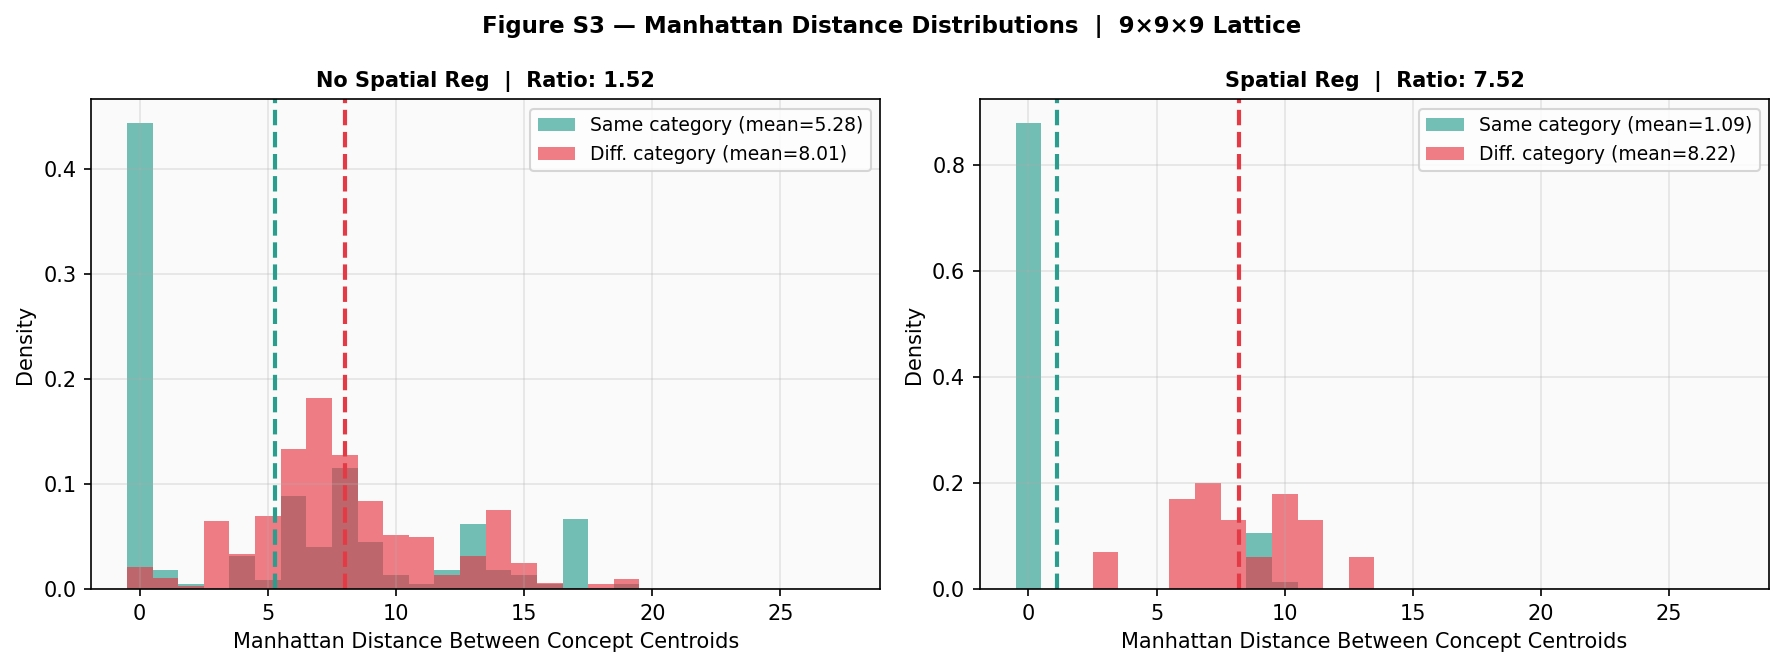 Figure S3 — Manhattan Distance Distributions | 9×9×9 Lattice
No Spatial Reg | Ratio: 1.52
Same category (mean=5.28)
Diff. category (mean=8.01)
0.4
0.3
0.2
0.1
0.0
Density
0 5 10 15 20 25
Manhattan Distance Between Concept Centroids
Spatial Reg | Ratio: 7.52
Same category (mean=1.09)
Diff. category (mean=8.22)
0.8
0.6
0.4
0.2
0.0
Density
0 5 10 15 20 25
Manhattan Distance Between Concept Centroids